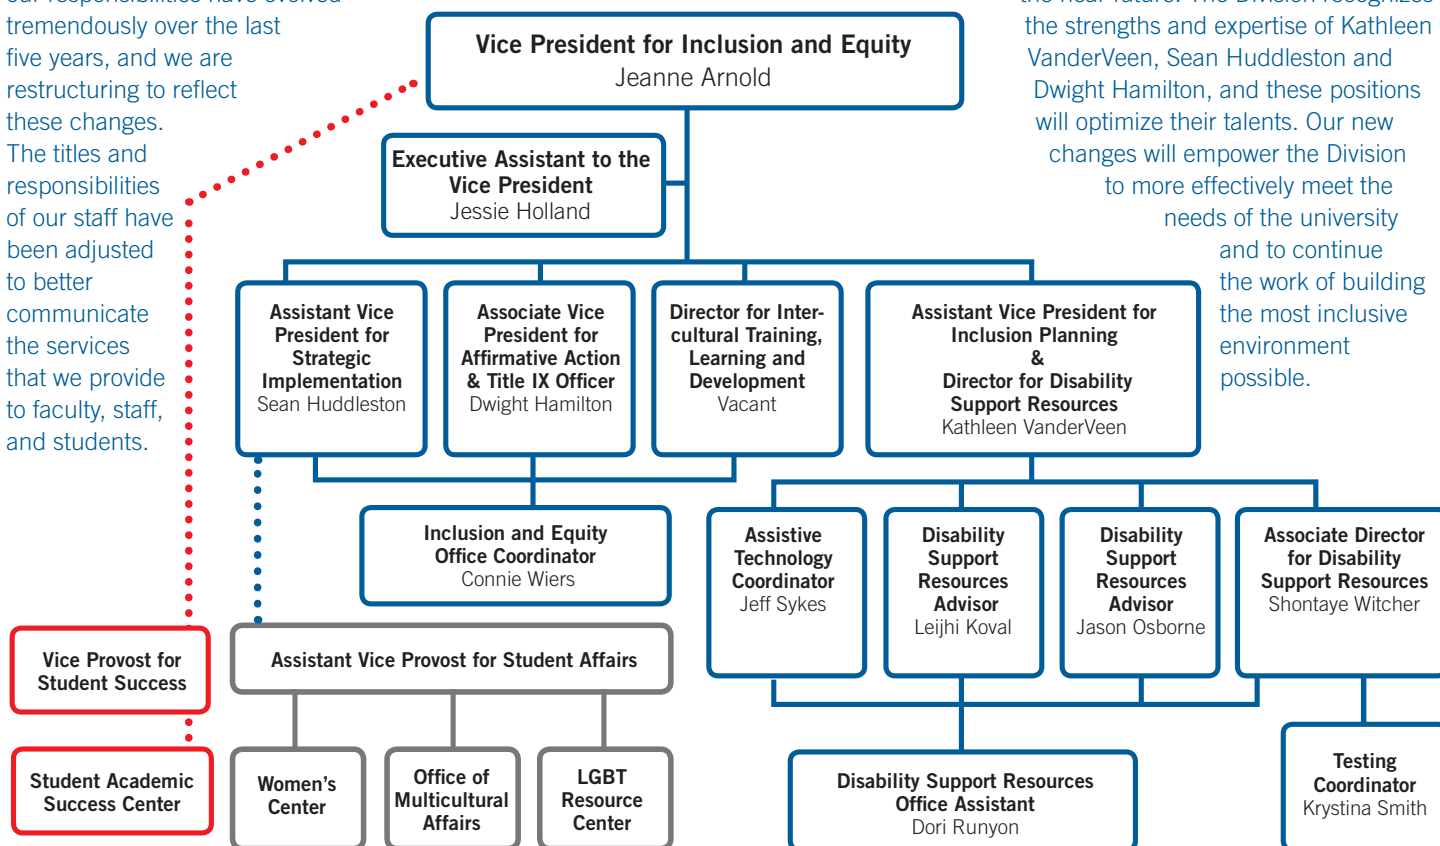 our responsibilities have evolved
tremendously over the last
five years, and we are
restructuring to reflect
these changes.
The titles and
responsibilities
of our staff have
been adjusted
to better
communicate
the services
that we provide
to faculty, staff,
and students.
the near future. The Division recognizes
the strengths and expertise of Kathleen
VanderVeen, Sean Huddleston and
Dwight Hamilton, and these positions
will optimize their talents. Our new
changes will empower the Division
to more effectively meet the
needs of the university
and to continue
the work of building
the most inclusive
environment
possible.
Vice President for Inclusion and Equity
Jeanne Arnold
Executive Assistant to the
Vice President
Jessie Holland
Assistant Vice
President for
Strategic
Implementation
Sean Huddleston
Associate Vice
President for
Affirmative Action
& Title IX Officer
Dwight Hamilton
Director for Inter-
cultural Training,
Learning and
Development
Vacant
Assistant Vice President for
Inclusion Planning
&
Director for Disability
Support Resources
Kathleen VanderVeen
Inclusion and Equity
Office Coordinator
Connie Wiers
Assistive
Technology
Coordinator
Jeff Sykes
Disability
Support
Resources
Advisor
Leijhi Koval
Disability
Support
Resources
Advisor
Jason Osborne
Associate Director
for Disability
Support Resources
Shontaye Witcher
Vice Provost for
Student Success
Assistant Vice Provost for Student Affairs
Student Academic
Success Center
Women's
Center
Office of
Multicultural
Affairs
LGBT
Resource
Center
Disability Support Resources
Office Assistant
Dori Runyon
Testing
Coordinator
Krystina Smith